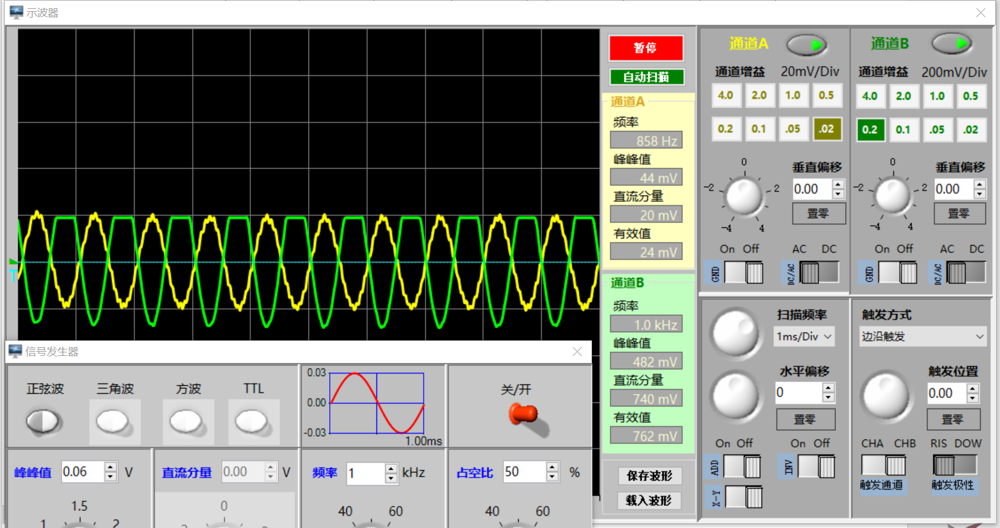 示波器
暂停
自动扫描
通道A
频率
858 Hz
峰峰值
44 mV
直流分量
20 mV
有效值
24 mV
通道B
频率
1.0 kHz
峰峰值
482 mV
直流分量
740 mV
有效值
762 mV
保存波形
载入波形
通道A
通道增益 20mV/Div
4.0 2.0 1.0 0.5
0.2 0.1 .05 .02
0
-2 2
-4 4
垂直偏移
0.00
置零
On Off AC DC
GND DC/AC
通道B
通道增益 200mV/Div
4.0 2.0 1.0 0.5
0.2 0.1 .05 .02
0
-2 2
-4 4
垂直偏移
0.00
置零
On Off AC DC
GND DC/AC
扫描频率
1ms/Div
水平偏移
0
置零
On Off On Off
ADD INV
X-Y
触发方式
边沿触发
触发位置
0.00
置零
CHA CHB RIS DOW
触发通道 触发极性
T
信号发生器
正弦波 三角波 方波 TTL
0.03
0.00
-0.03
1.00ms
关/开
峰峰值 0.06 V
直流分量 0.00 V
频率 1 kHz
占空比 50 %
1.5
1 2
0
40 60
40 60